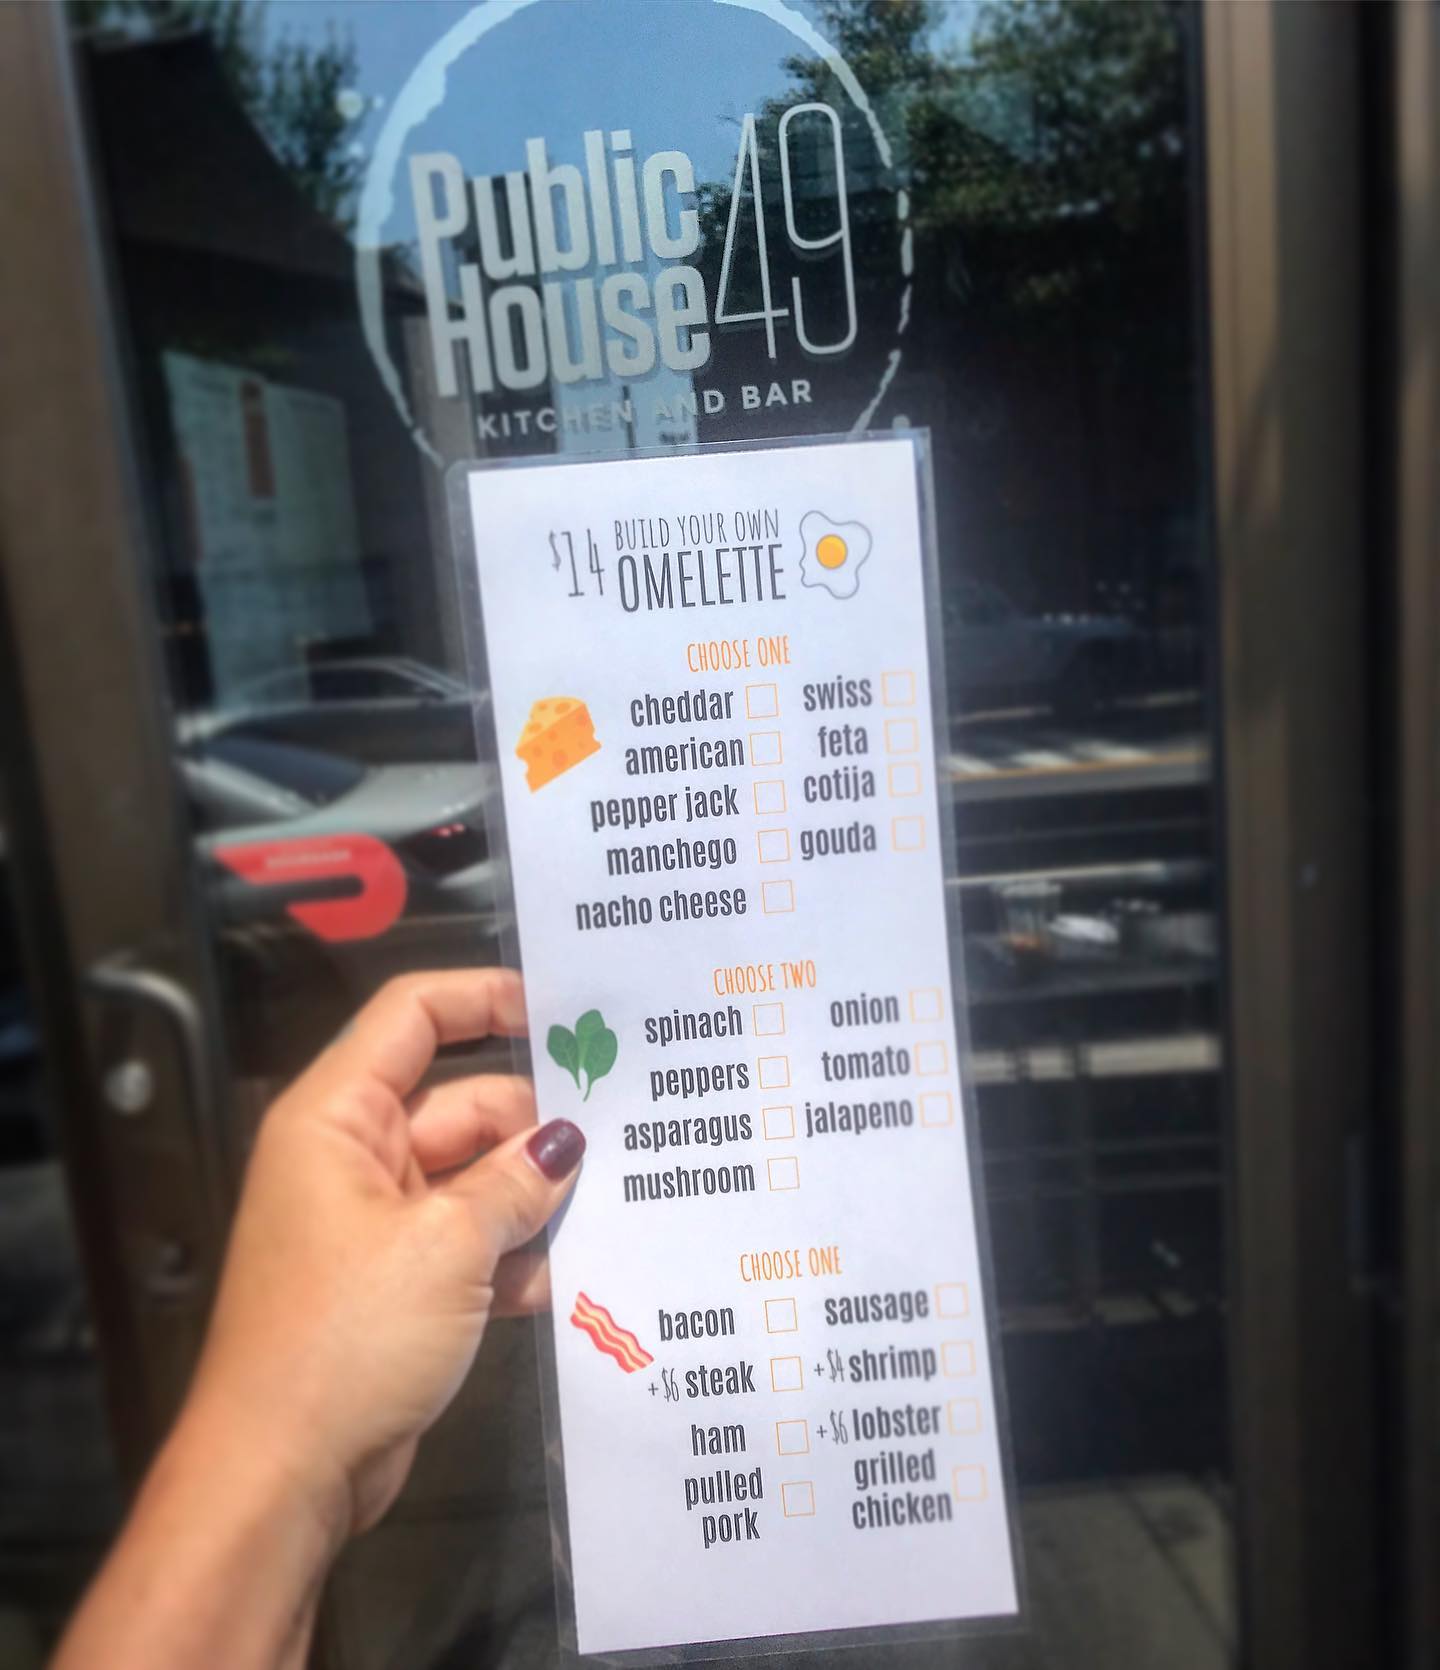 Public
House 49
KITCHEN AND BAR
$14 BUILD YOUR OWN
OMELETTE
CHOOSE ONE
cheddar swiss
american feta
pepper jack cotija
manchego gouda
nacho cheese
CHOOSE TWO
spinach onion
peppers tomato
asparagus jalapeno
mushroom
CHOOSE ONE
bacon sausage
+$6 steak +$4 shrimp
ham +$6 lobster
pulled grilled
pork chicken